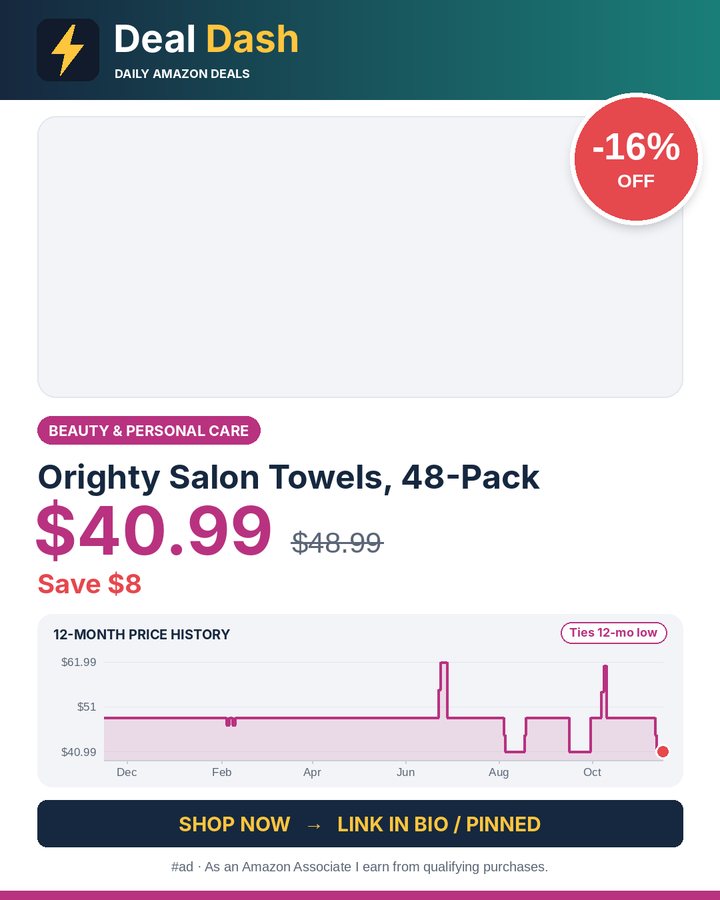 Deal Dash
DAILY AMAZON DEALS
-16%
OFF
BEAUTY & PERSONAL CARE
Orighty Salon Towels, 48-Pack
$40.99 $48.99
Save $8
12-MONTH PRICE HISTORY
Ties 12-mo low
$61.99
$51
$40.99
Dec Feb Apr Jun Aug Oct
SHOP NOW → LINK IN BIO / PINNED
#ad · As an Amazon Associate I earn from qualifying purchases.